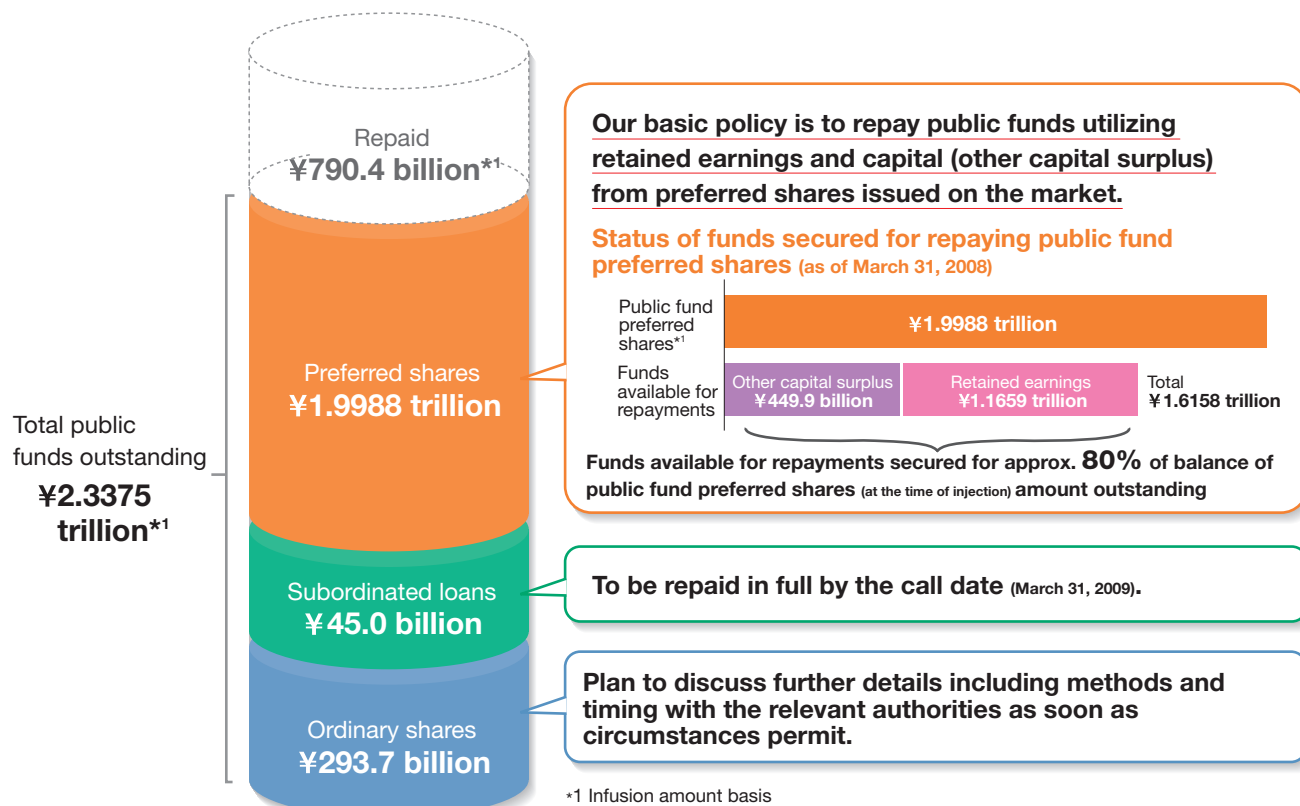 Repaid
¥790.4 billion*1
Preferred shares
¥1.9988 trillion
Subordinated loans
¥45.0 billion
Ordinary shares
¥293.7 billion
Total public
funds outstanding
¥2.3375
trillion*1
Our basic policy is to repay public funds utilizing
retained earnings and capital (other capital surplus)
from preferred shares issued on the market.
Status of funds secured for repaying public fund
preferred shares (as of March 31, 2008)
Public fund
preferred
shares*1
¥1.9988 trillion
Funds
available for
repayments
Other capital surplus
¥449.9 billion
Retained earnings
¥1.1659 trillion
Total
¥1.6158 trillion
Funds available for repayments secured for approx. 80% of balance of
public fund preferred shares (at the time of injection) amount outstanding
To be repaid in full by the call date (March 31, 2009).
Plan to discuss further details including methods and
timing with the relevant authorities as soon as
circumstances permit.
*1 Infusion amount basis